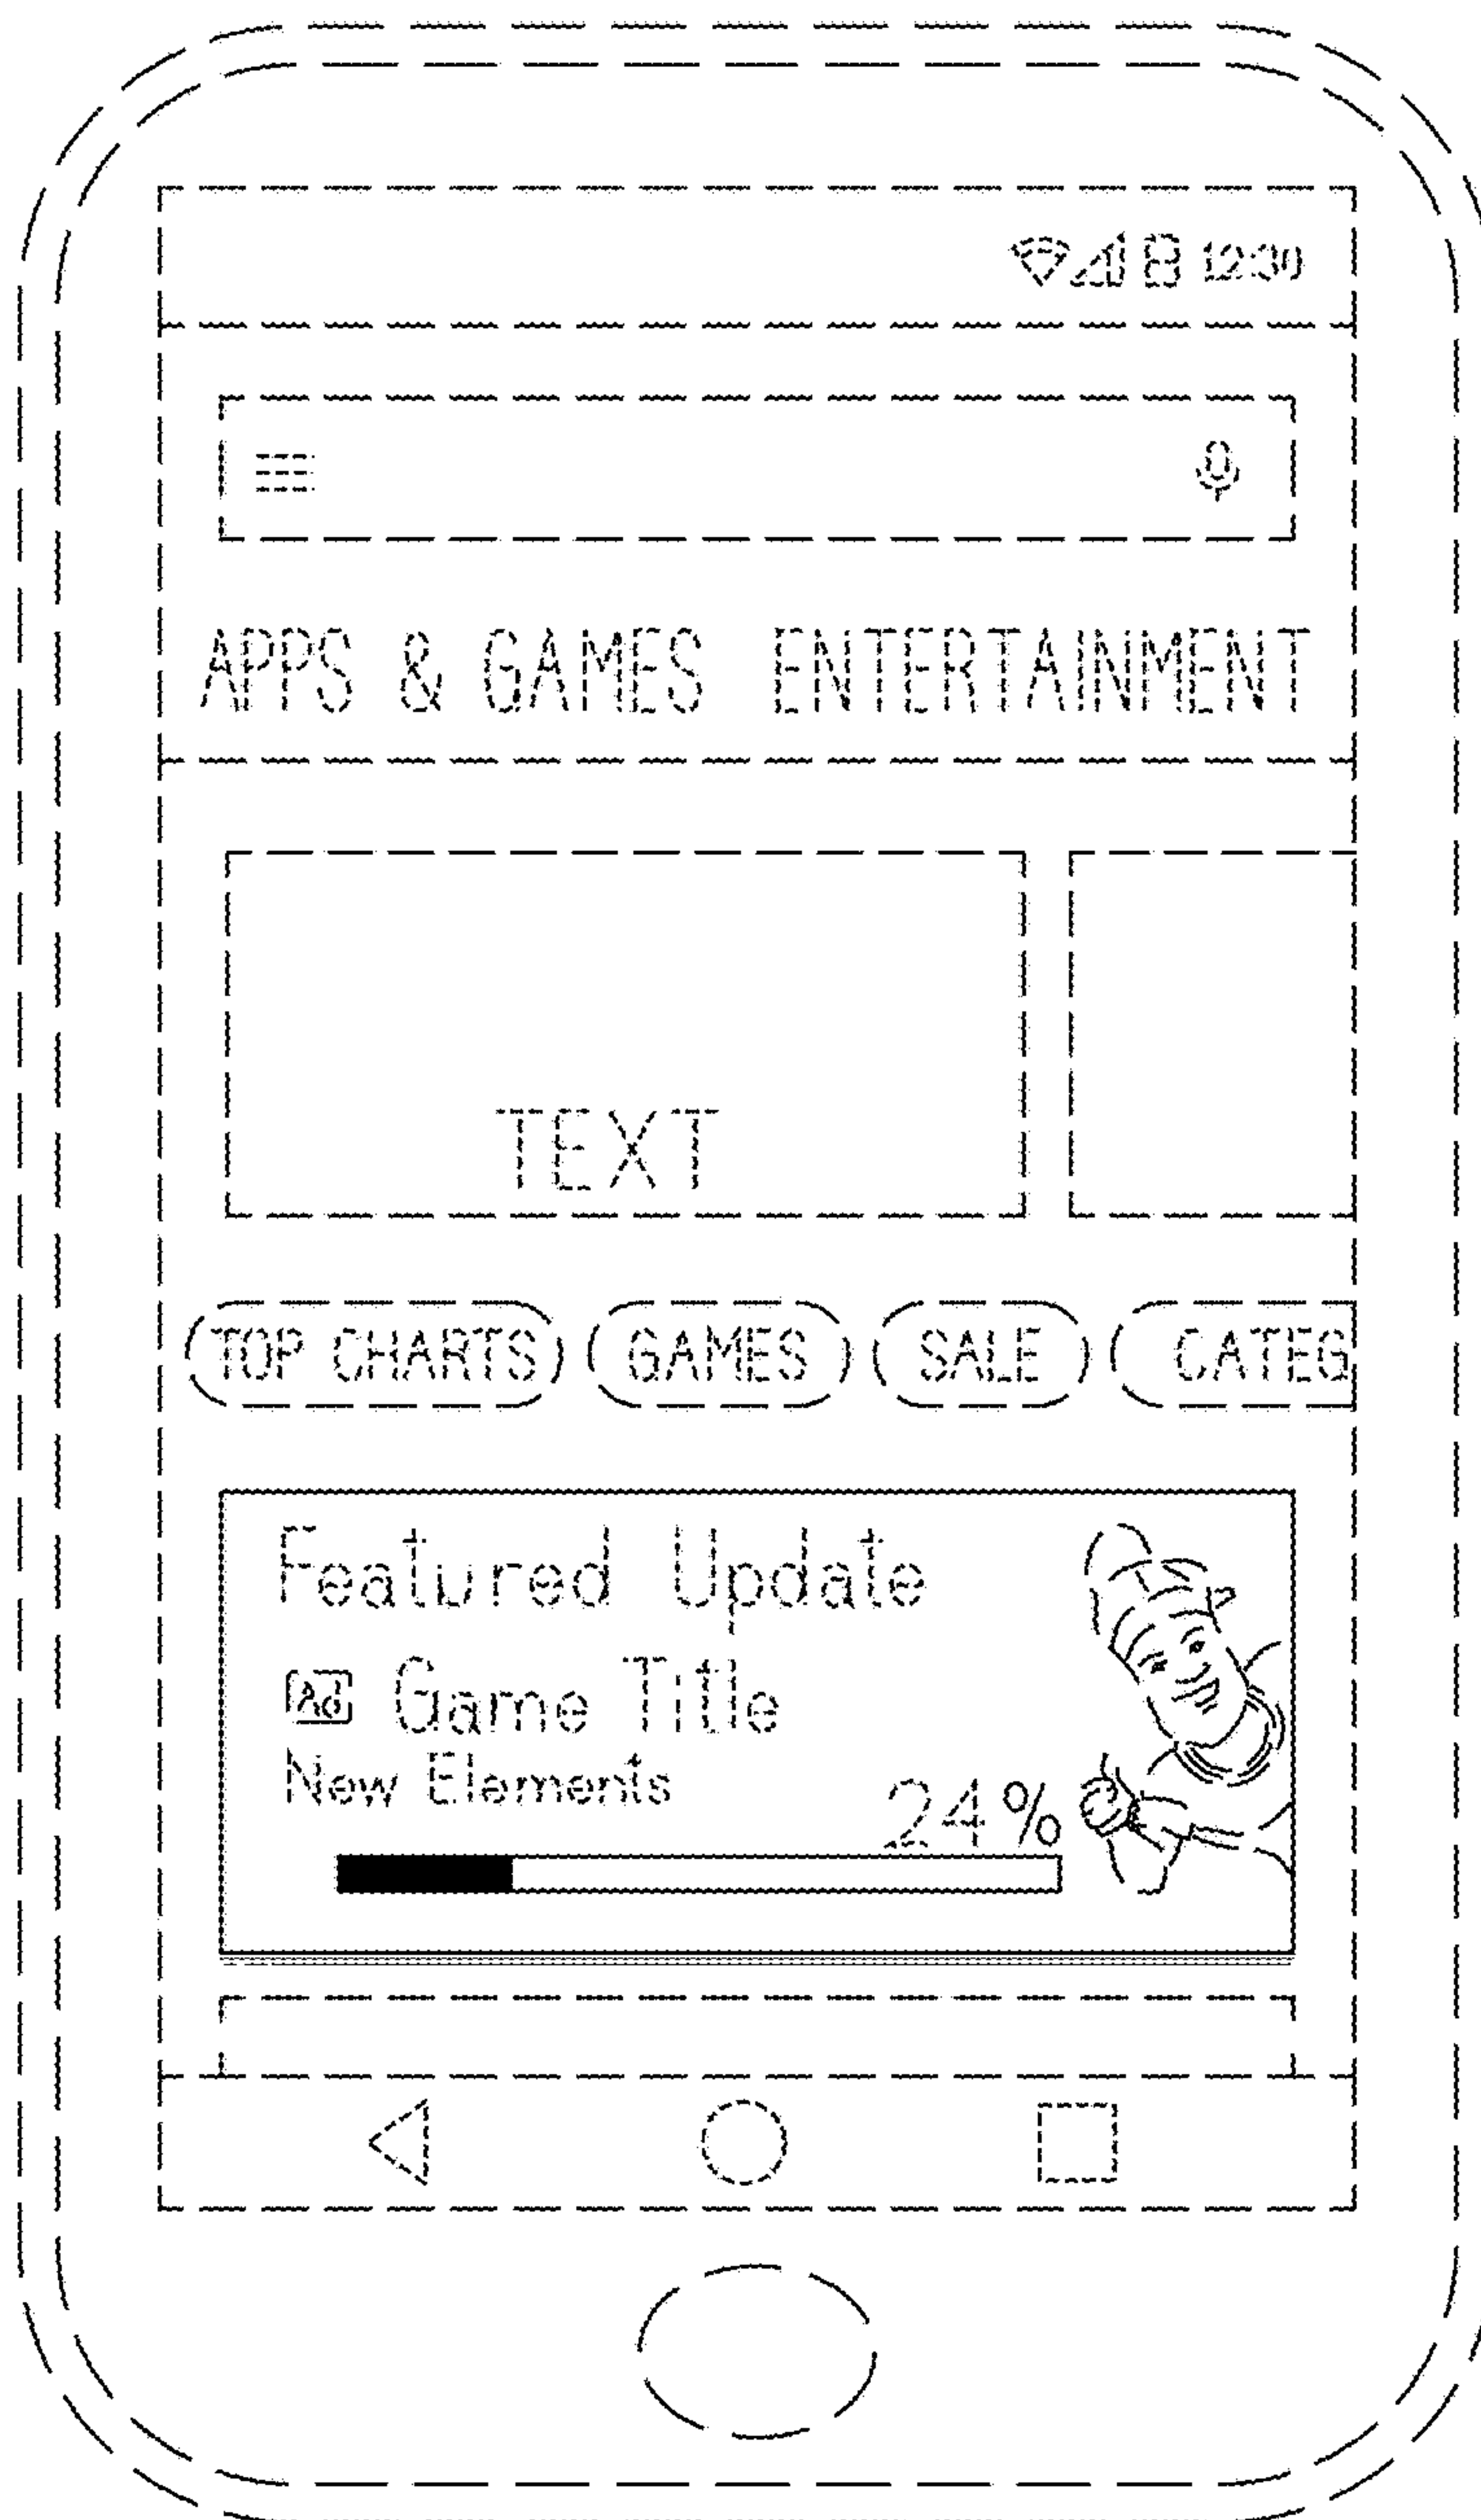 12:30
APPS & GAMES ENTERTAINMENT
TEXT
TOP CHARTS GAMES SALE CATEG
Featured Update
Ad Game Title
New Elements
24%